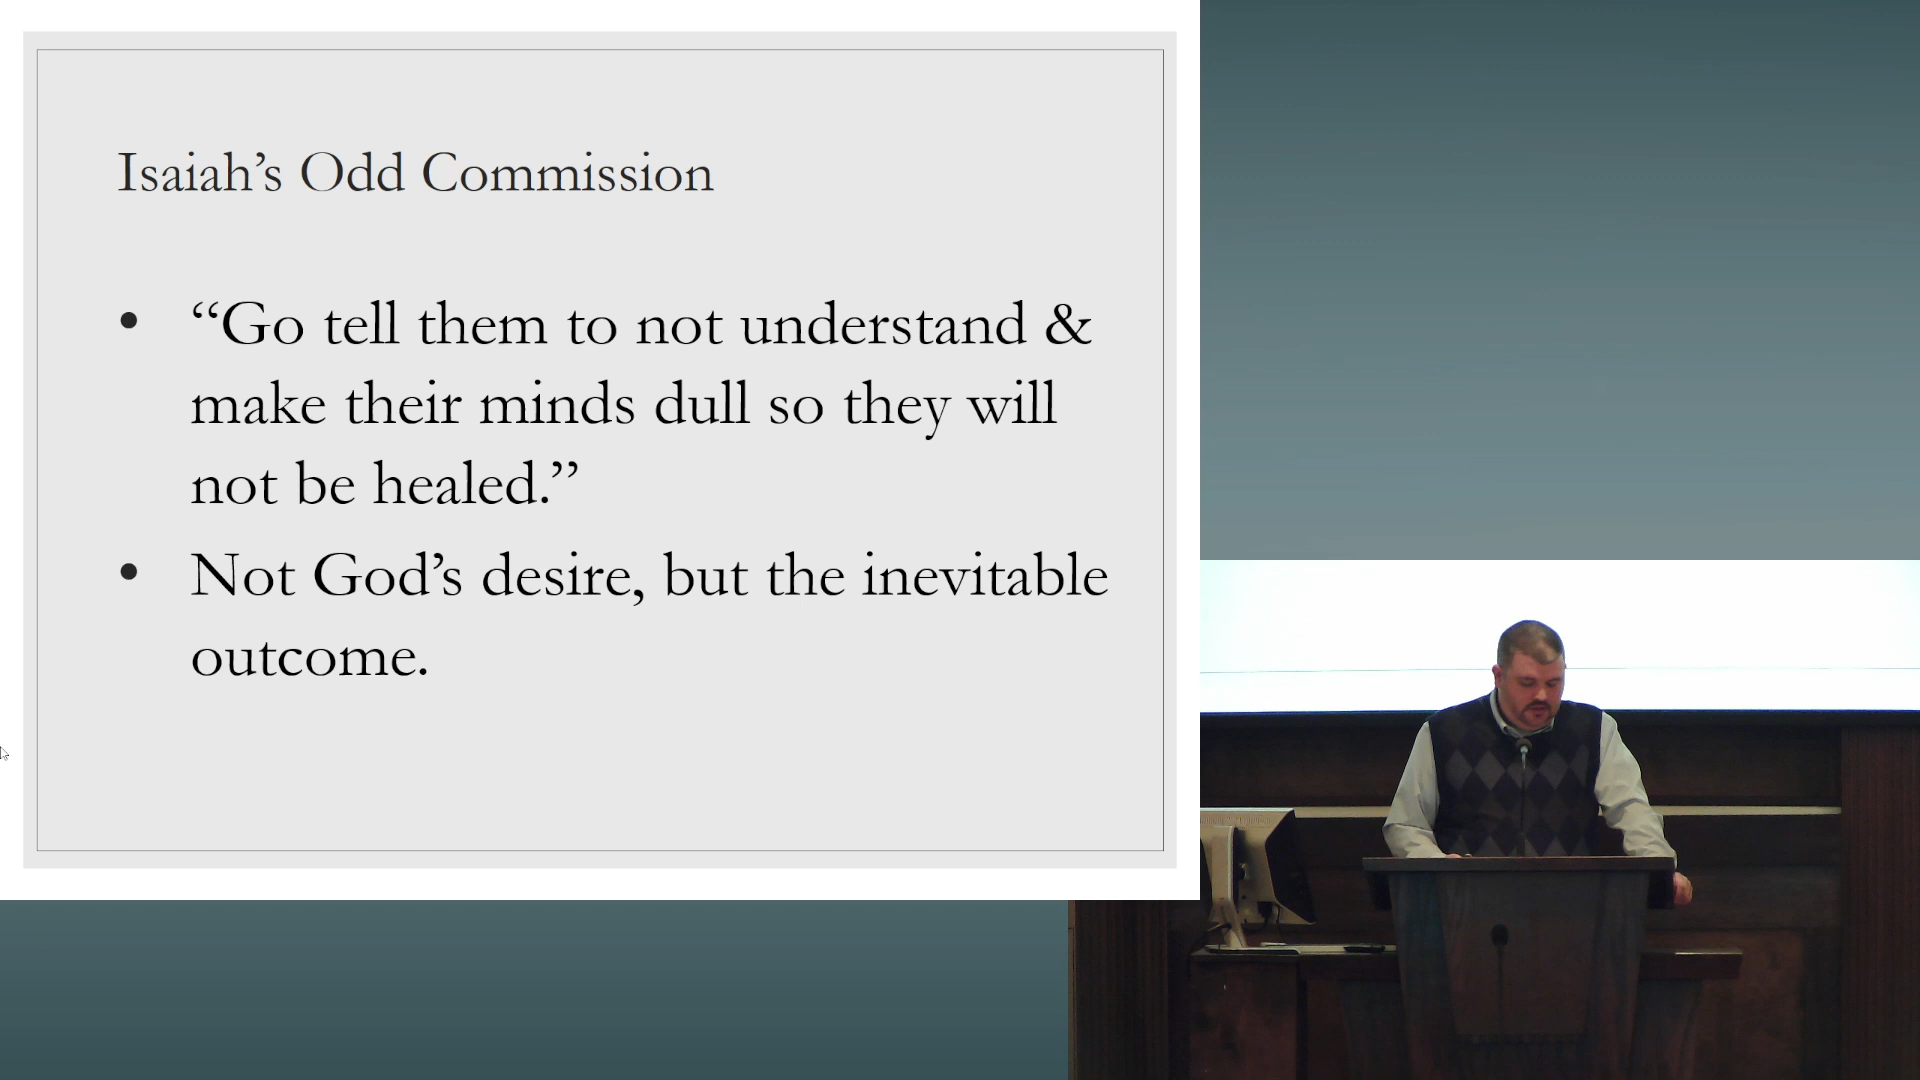 Isaiah’s Odd Commission
• “Go tell them to not understand &
make their minds dull so they will
not be healed.”
• Not God’s desire, but the inevitable
outcome.